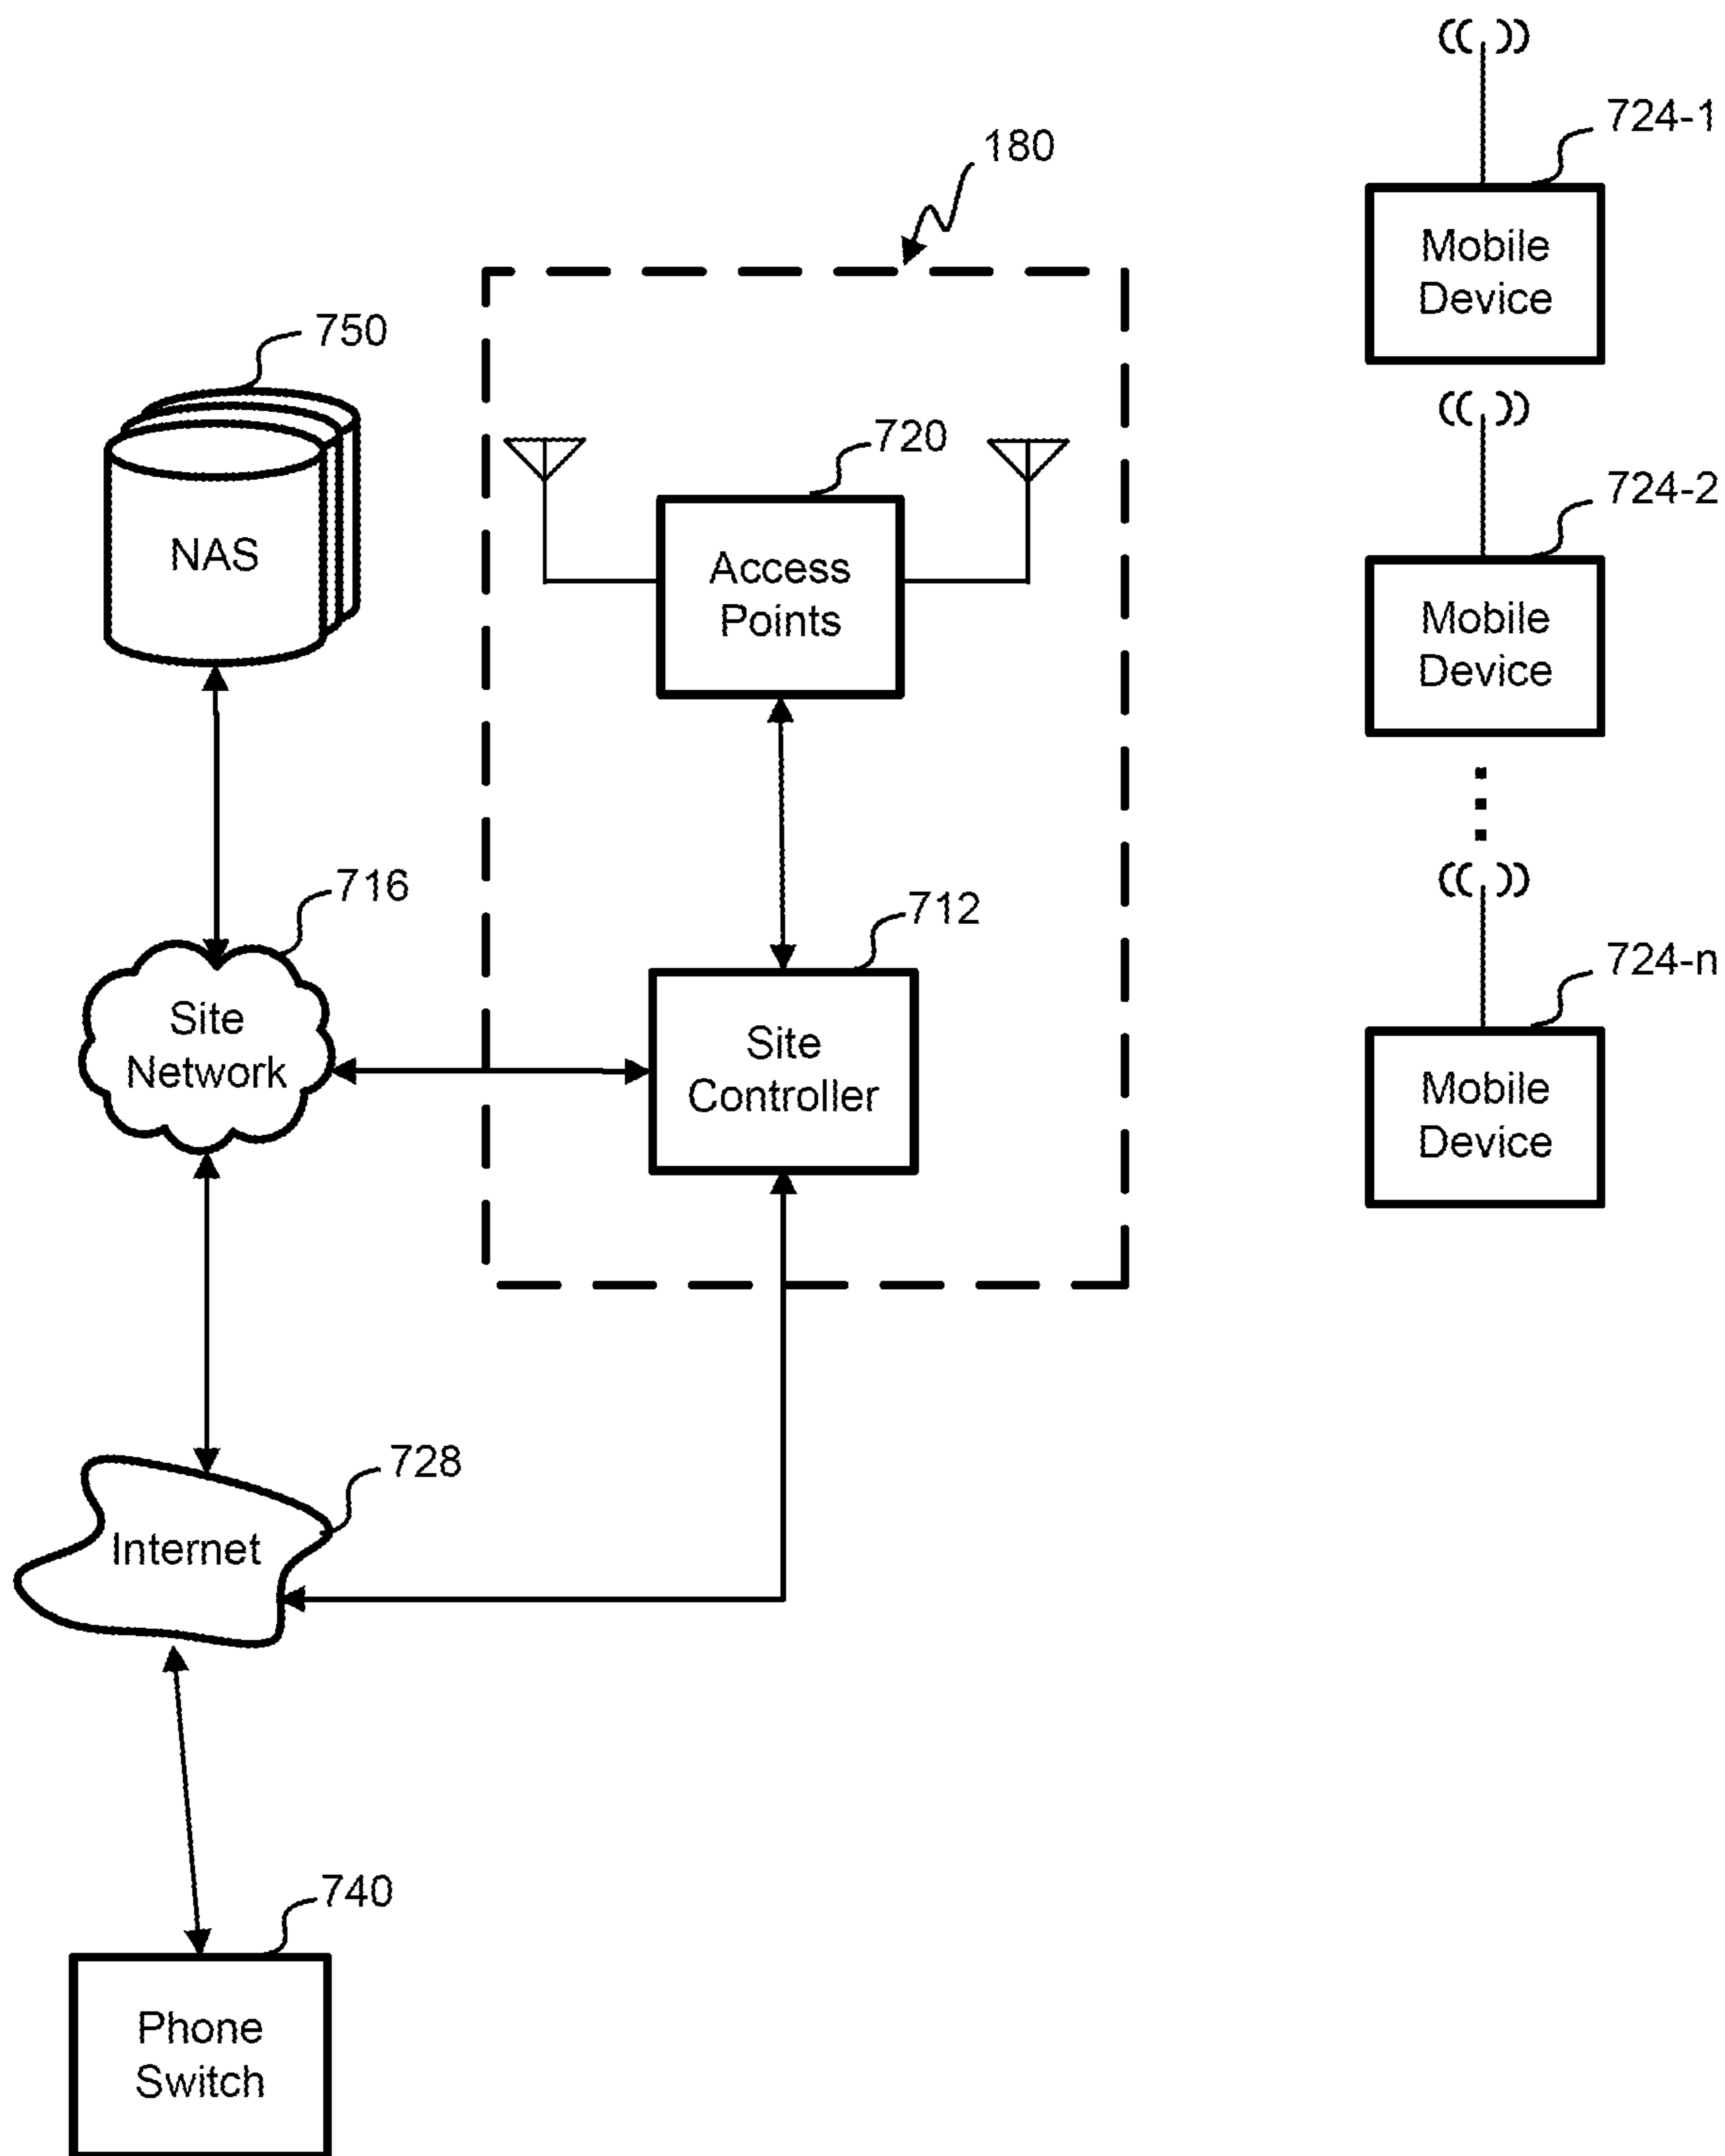 724-1
180
Mobile
Device
750
720
724-2
NAS
Access
Points
Mobile
Device
716
712
724-n
Site
Network
Site
Controller
Mobile
Device
728
Internet
740
Phone
Switch